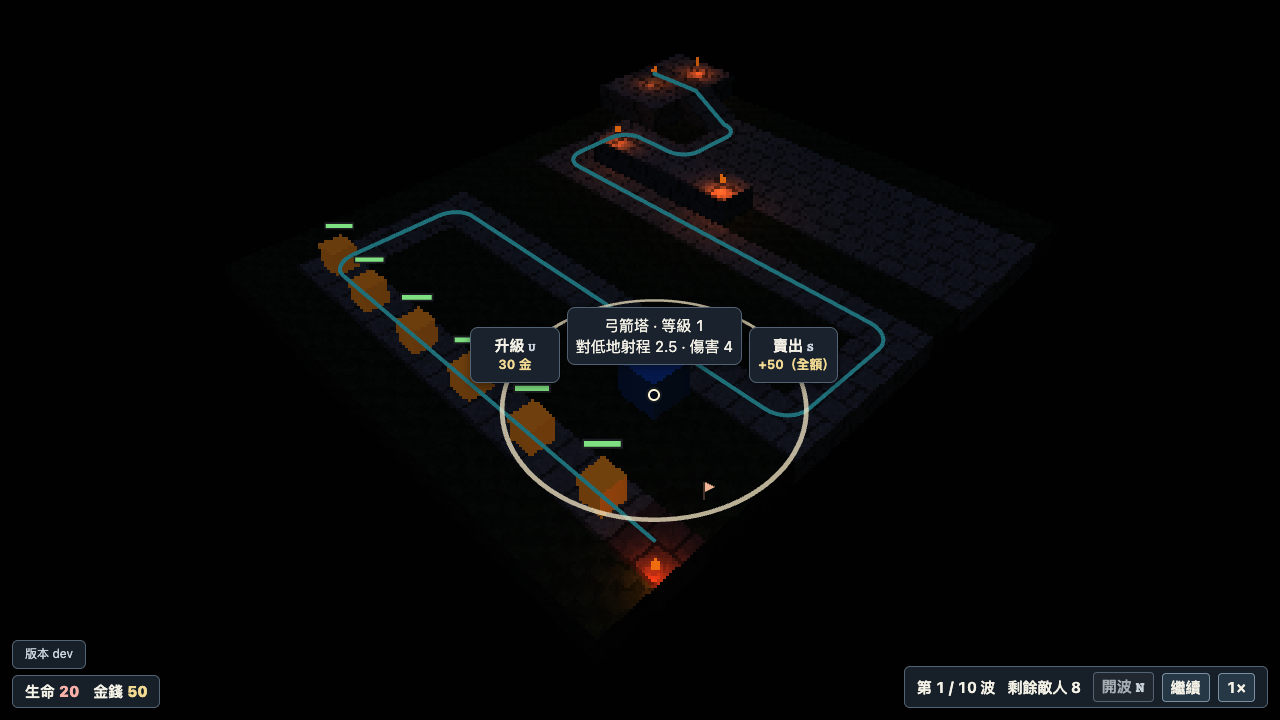 弓箭塔 · 等級 1
對低地射程 2.5 · 傷害 4
升級 U
30 金
賣出 S
+50（全額）
版本 dev
生命 20 金錢 50
第 1 / 10 波 剩餘敵人 8 開波 N 繼續 1×